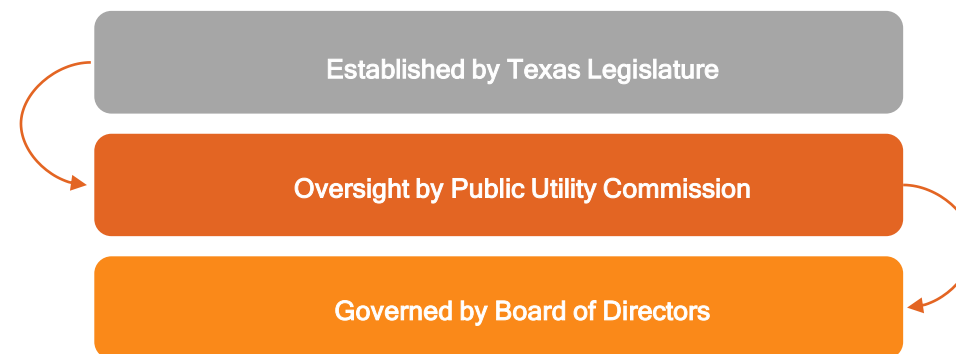 Established by Texas Legislature
Oversight by Public Utility Commission
Governed by Board of Directors